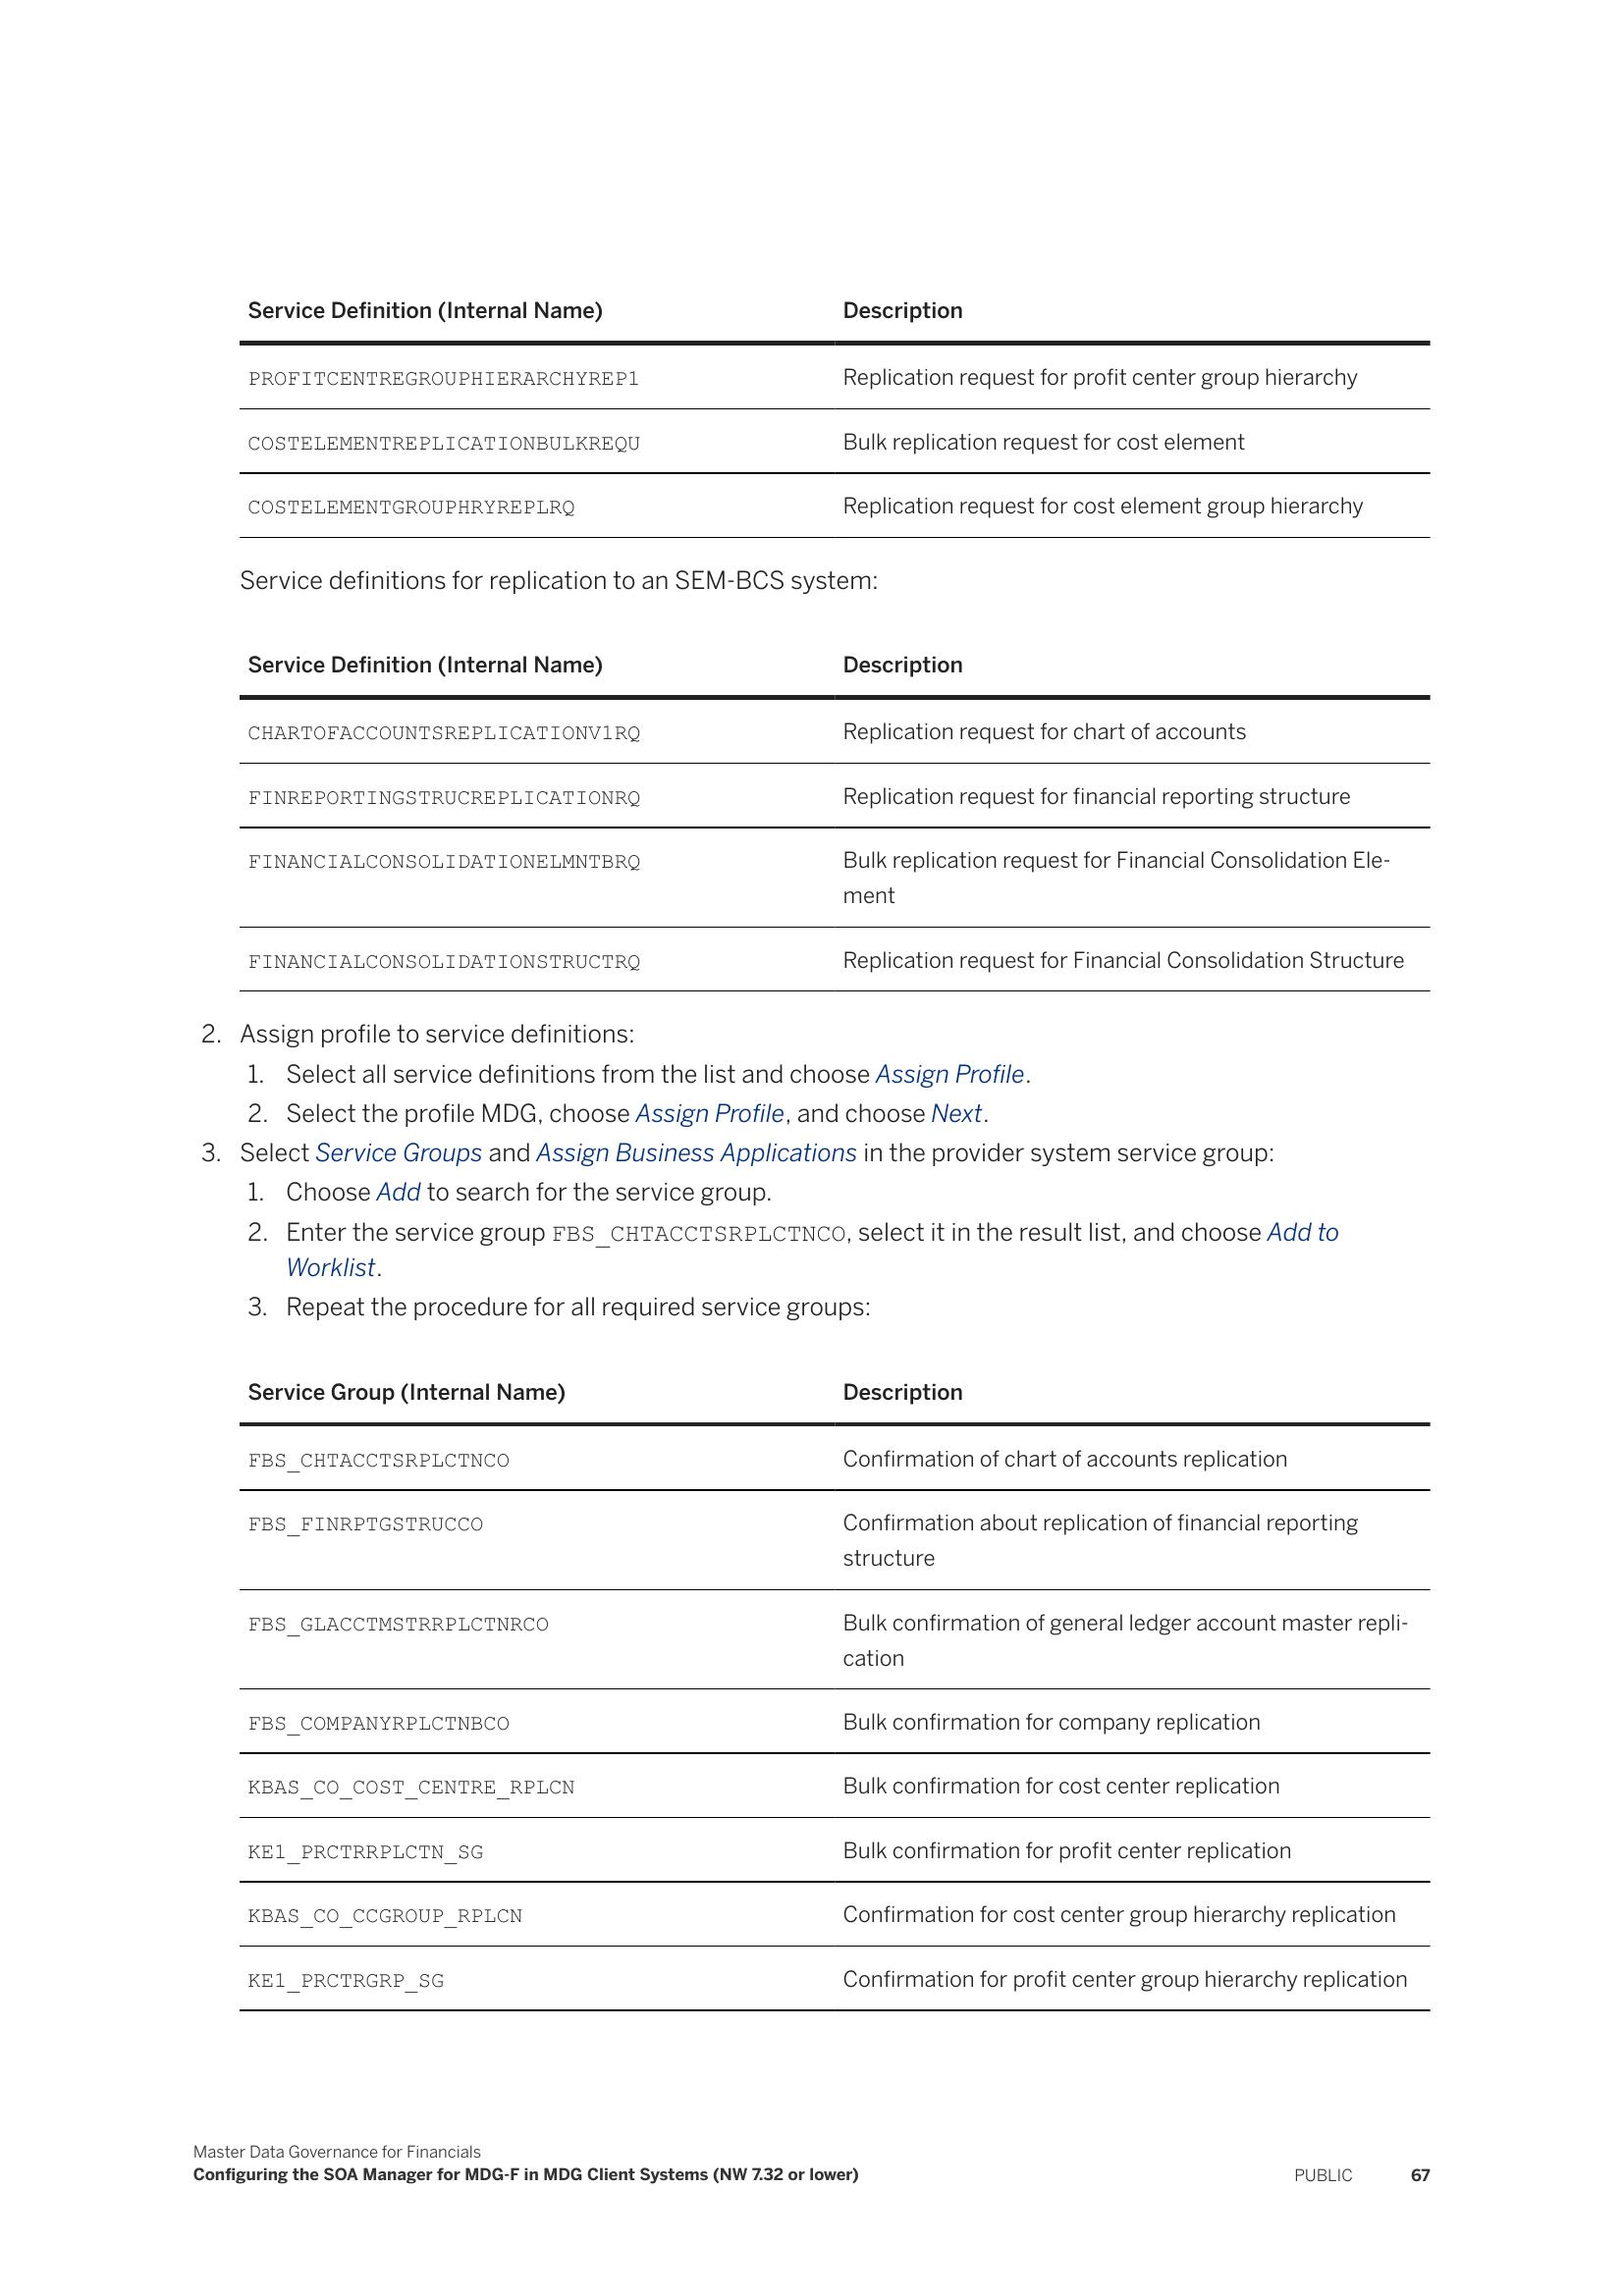 Service Definition (Internal Name) Description
PROFITCENTREGROUPHIERARCHYREP1 Replication request for profit center group hierarchy
COSTELEMENTREPLICATIONBULKREQU Bulk replication request for cost element
COSTELEMENTGROUPHRYREPLRQ Replication request for cost element group hierarchy
Service definitions for replication to an SEM-BCS system:
Service Definition (Internal Name) Description
CHARTOFACCOUNTSREPLICATIONV1RQ Replication request for chart of accounts
FINREPORTINGSTRUCREPLICATIONRQ Replication request for financial reporting structure
FINANCIALCONSOLIDATIONELMNTBRQ Bulk replication request for Financial Consolidation Ele-
ment
FINANCIALCONSOLIDATIONSTRUCTRQ Replication request for Financial Consolidation Structure
2. Assign profile to service definitions:
1. Select all service definitions from the list and choose Assign Profile.
2. Select the profile MDG, choose Assign Profile, and choose Next.
3. Select Service Groups and Assign Business Applications in the provider system service group:
1. Choose Add to search for the service group.
2. Enter the service group FBS_CHTACCTSRPLCTNCO, select it in the result list, and choose Add to
Worklist.
3. Repeat the procedure for all required service groups:
Service Group (Internal Name) Description
FBS_CHTACCTSRPLCTNCO Confirmation of chart of accounts replication
FBS_FINRPTGSTRUCCO Confirmation about replication of financial reporting
structure
FBS_GLACCTMSTRRPLCTNRCO Bulk confirmation of general ledger account master repli-
cation
FBS_COMPANYRPLCTNBCO Bulk confirmation for company replication
KBAS_CO_COST_CENTRE_RPLCN Bulk confirmation for cost center replication
KE1_PRCTRRPLCTN_SG Bulk confirmation for profit center replication
KBAS_CO_CCGROUP_RPLCN Confirmation for cost center group hierarchy replication
KE1_PRCTRGRP_SG Confirmation for profit center group hierarchy replication
Master Data Governance for Financials
Configuring the SOA Manager for MDG-F in MDG Client Systems (NW 7.32 or lower) PUBLIC 67